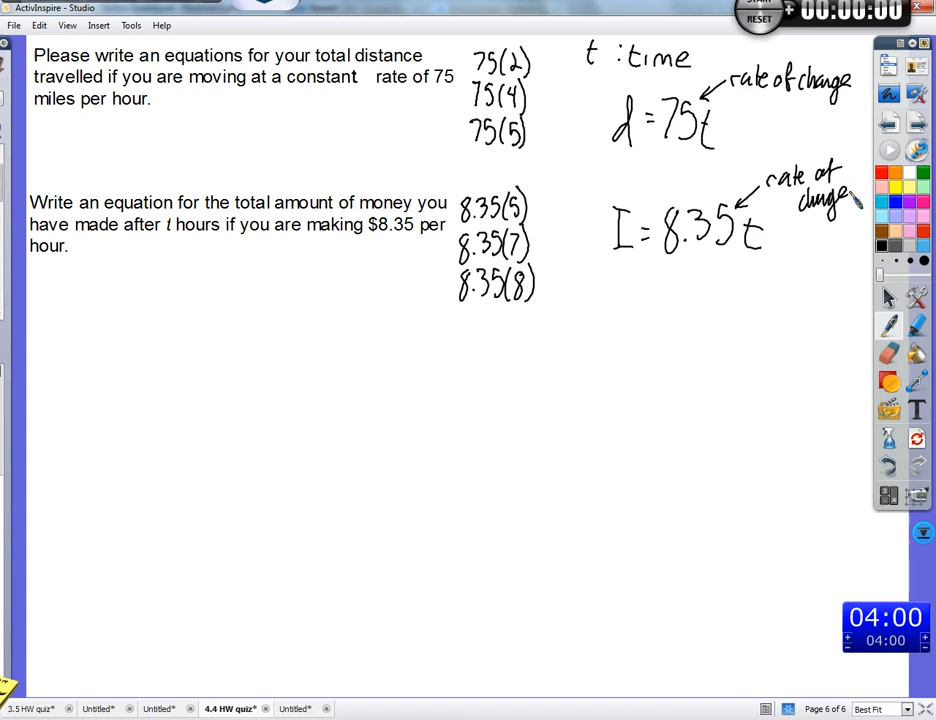 ActivInspire - Studio
START
RESET
00:00:00
File Edit View Insert Tools Help
Please write an equations for your total distance
travelled if you are moving at a constant rate of 75
miles per hour.
75(2)
75(4)
75(5)
t : time
rate of change
d = 75t
Write an equation for the total amount of money you
have made after t hours if you are making $8.35 per
hour.
8.35(5)
8.35(7)
8.35(8)
rate of
change
I = 8.35t
04:00
04:00
3.5 HW quiz* Untitled* Untitled* 4.4 HW quiz* Untitled* Page 6 of 6 Best Fit